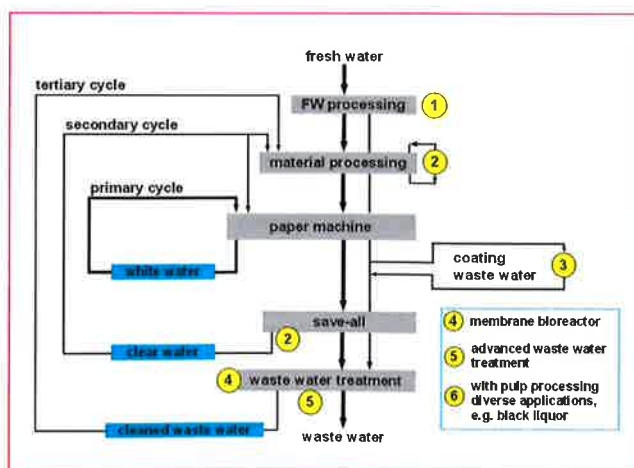 fresh water
tertiary cycle
FW processing
1
secondary cycle
material processing
2
primary cycle
paper machine
white water
coating
waste water
3
save-all
2
clear water
4
waste water treatment
5
cleaned waste water
waste water
4 membrane bioreactor
5 advanced waste water
treatment
6 with pulp processing
diverse applications,
e.g. black liquor